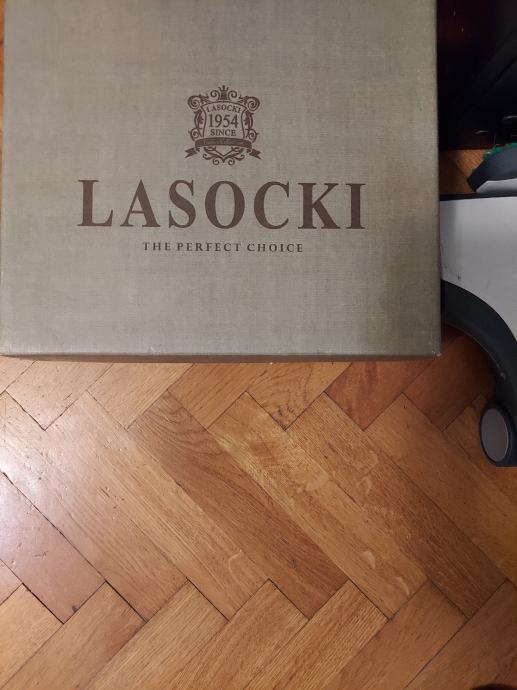 LASOCKI
1954
SINCE
LASOCKI
THE PERFECT CHOICE